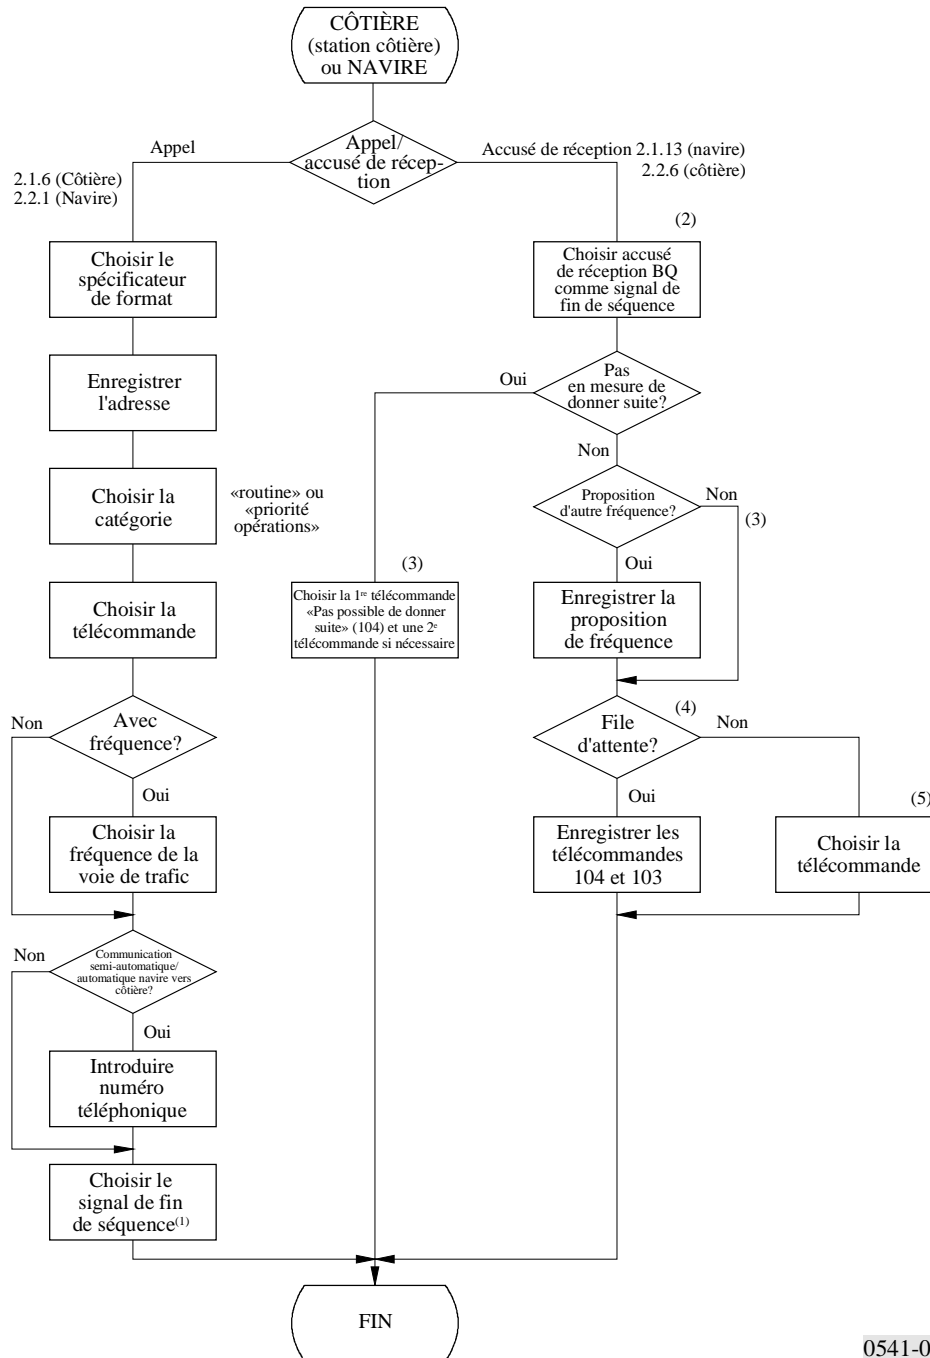 CÔTIÈRE
(station côtière)
ou NAVIRE
Appel/
accusé de récep-
tion
Appel
2.1.6 (Côtière)
2.2.1 (Navire)
Accusé de réception 2.1.13 (navire)
2.2.6 (côtière)
Choisir le
spécificateur
de format
Enregistrer
l'adresse
Choisir la
catégorie
«routine» ou
«priorité
opérations»
Choisir la
télécommande
Avec
fréquence?
Non
Oui
Choisir la
fréquence de la
voie de trafic
Communication
semi-automatique/
automatique navire vers
côtière?
Non
Oui
Introduire
numéro
téléphonique
Choisir le
signal de fin
de séquence(1)
(2)
Choisir accusé
de réception BQ
comme signal de
fin de séquence
Pas
en mesure de
donner suite?
Oui
Non
(3)
Choisir la 1re télécommande
«Pas possible de donner
suite» (104) et une 2e
télécommande si nécessaire
Proposition
d'autre fréquence?
Non
(3)
Oui
Enregistrer la
proposition
de fréquence
(4)
File
d'attente?
Non
Oui
Enregistrer les
télécommandes
104 et 103
(5)
Choisir la
télécommande
FIN
0541-0